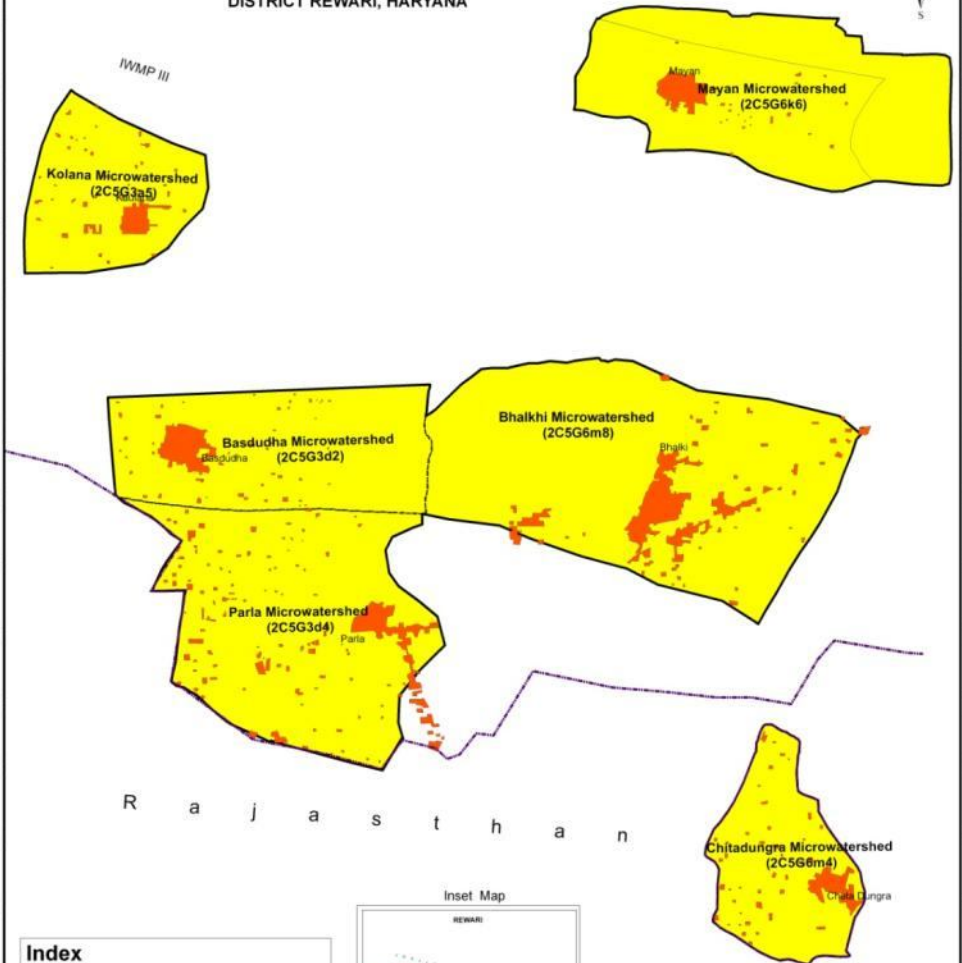 DISTRICT REWARI, HARYANA
S
IWMP III
Mayan
Mayan Microwatershed
(2C5G6k6)
Kolana Microwatershed
(2C5G3a5)
Bhalkhi Microwatershed
(2C5G6m8)
Bhalki
Basdudha Microwatershed
(2C5G3d2)
Basdudha
Parla Microwatershed
(2C5G3d4)
Parla
R a j a s t h a n
Chitadungra Microwatershed
(2C5G6m4)
Chita Dungra
Inset Map
REWARI
Index